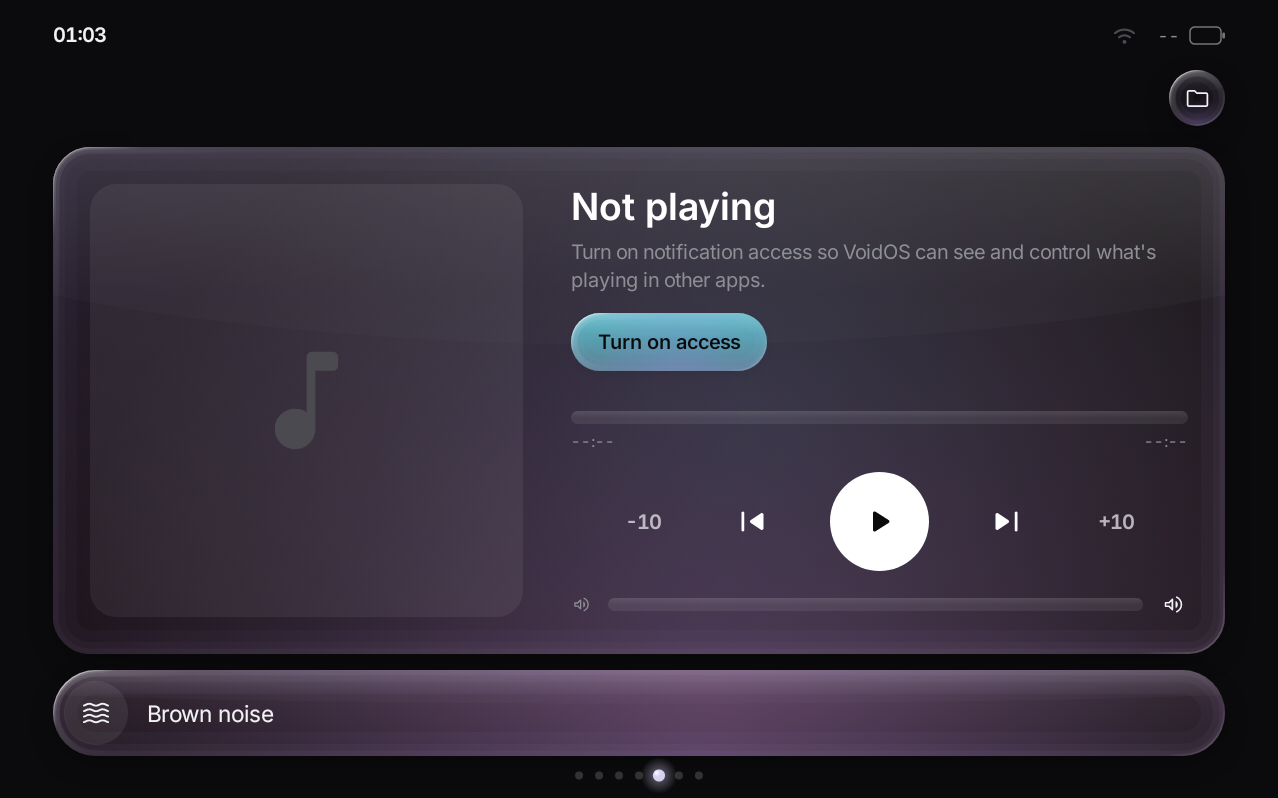 01:03
--
Not playing
Turn on notification access so VoidOS can see and control what's
playing in other apps.
Turn on access
--:--
--:--
-10
+10
Brown noise